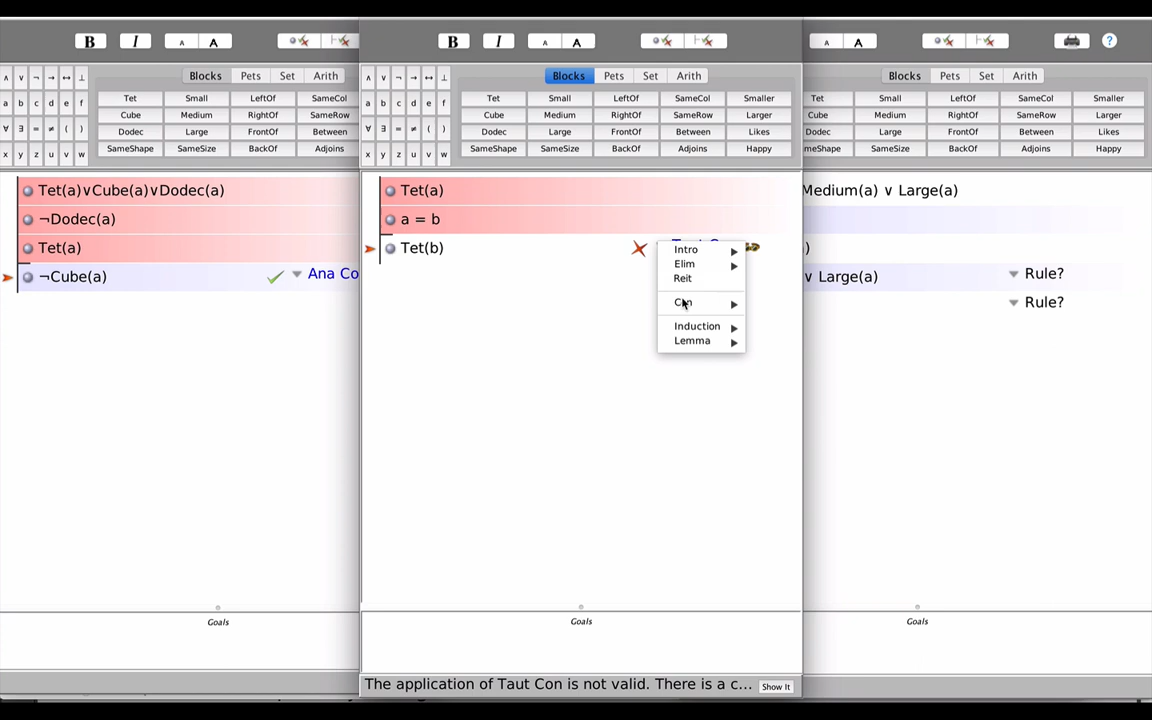 B I A A
B I A A
A A ?
∧ ∨ ¬ → ↔ ⊥
a b c d e f
∀ ∃ = ≠ ( )
x y z u v w
Blocks Pets Set Arith
Tet Small LeftOf SameCol
Cube Medium RightOf SameRow
Dodec Large FrontOf Between
SameShape SameSize BackOf Adjoins
Tet(a)∨Cube(a)∨Dodec(a)
¬Dodec(a)
Tet(a)
¬Cube(a) Ana Co
Goals
∧ ∨ ¬ → ↔ ⊥
a b c d e f
∀ ∃ = ≠ ( )
x y z u v w
Blocks Pets Set Arith
Tet Small LeftOf SameCol Smaller
Cube Medium RightOf SameRow Larger
Dodec Large FrontOf Between Likes
SameShape SameSize BackOf Adjoins Happy
Tet(a)
a = b
Tet(b)
Intro
Elim
Reit
Induction
Lemma
Goals
The application of Taut Con is not valid. There is a c... Show It
Blocks Pets Set Arith
Tet Small LeftOf SameCol Smaller
Cube Medium RightOf SameRow Larger
Dodec Large FrontOf Between Likes
meShape SameSize BackOf Adjoins Happy
Medium(a) ∨ Large(a)
)
∨ Large(a) Rule?
Rule?
Goals